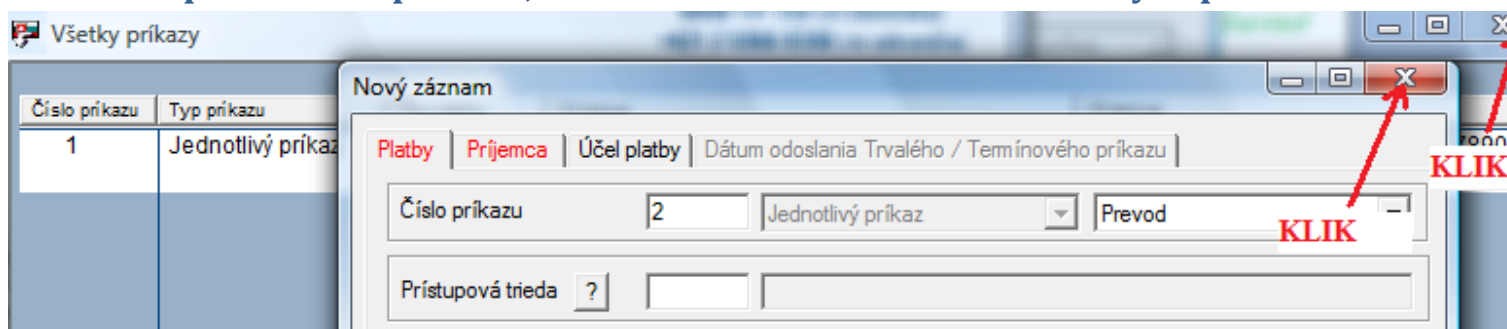 Všetky príkazy
Nový záznam
Číslo príkazu Typ príkazu
1 Jednotlivý príkaz
Platby Príjemca Účel platby Dátum odoslania Trvalého / Termínového príkazu
KLIK
Číslo príkazu 2 Jednotlivý príkaz Prevod
KLIK
Prístupová trieda ?